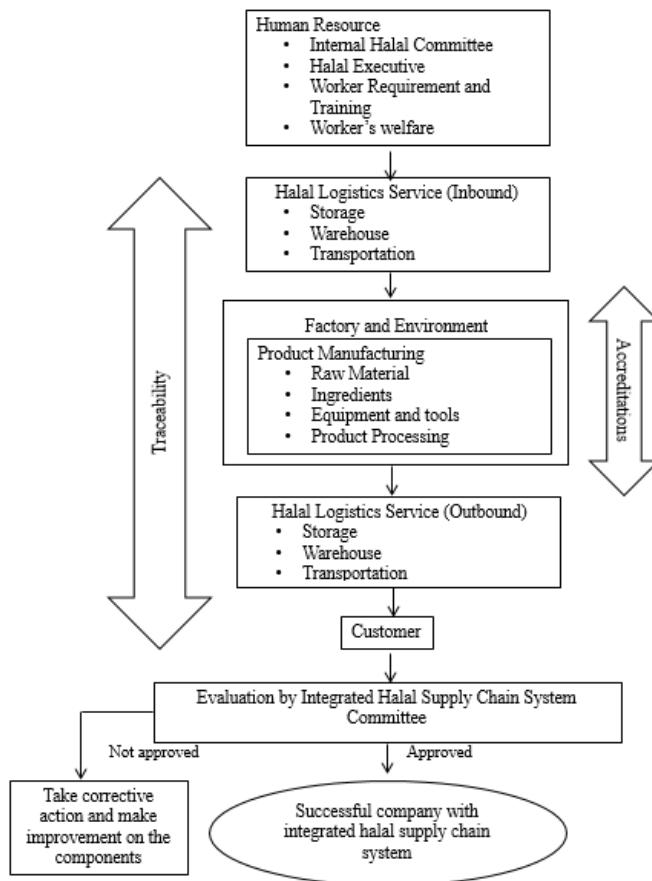 Human Resource
• Internal Halal Committee
• Halal Executive
• Worker Requirement and
Training
• Worker's welfare
Halal Logistics Service (Inbound)
• Storage
• Warehouse
• Transportation
Factory and Environment
Product Manufacturing
• Raw Material
• Ingredients
• Equipment and tools
• Product Processing
Traceability
Accreditations
Halal Logistics Service (Outbound)
• Storage
• Warehouse
• Transportation
Customer
Evaluation by Integrated Halal Supply Chain System
Committee
Not approved
Approved
Take corrective
action and make
improvement on the
components
Successful company with
integrated halal supply chain
system